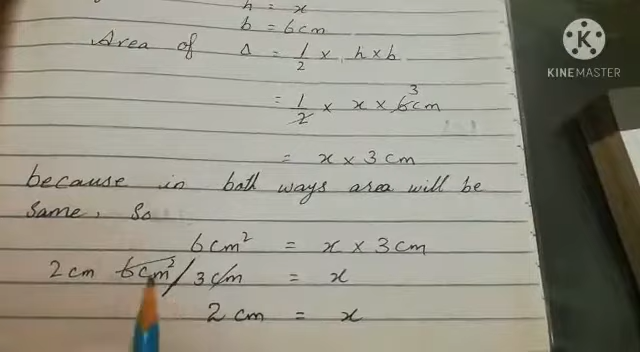 h = x
b = 6cm
Area of Δ = 1/2 × h × b
= 1/2 × x × 6cm 3
= x × 3 cm
because in both ways area will be
same. So
6cm² = x × 3cm
2cm 6cm²/3cm = x
2 cm = x
K
KINEMASTER